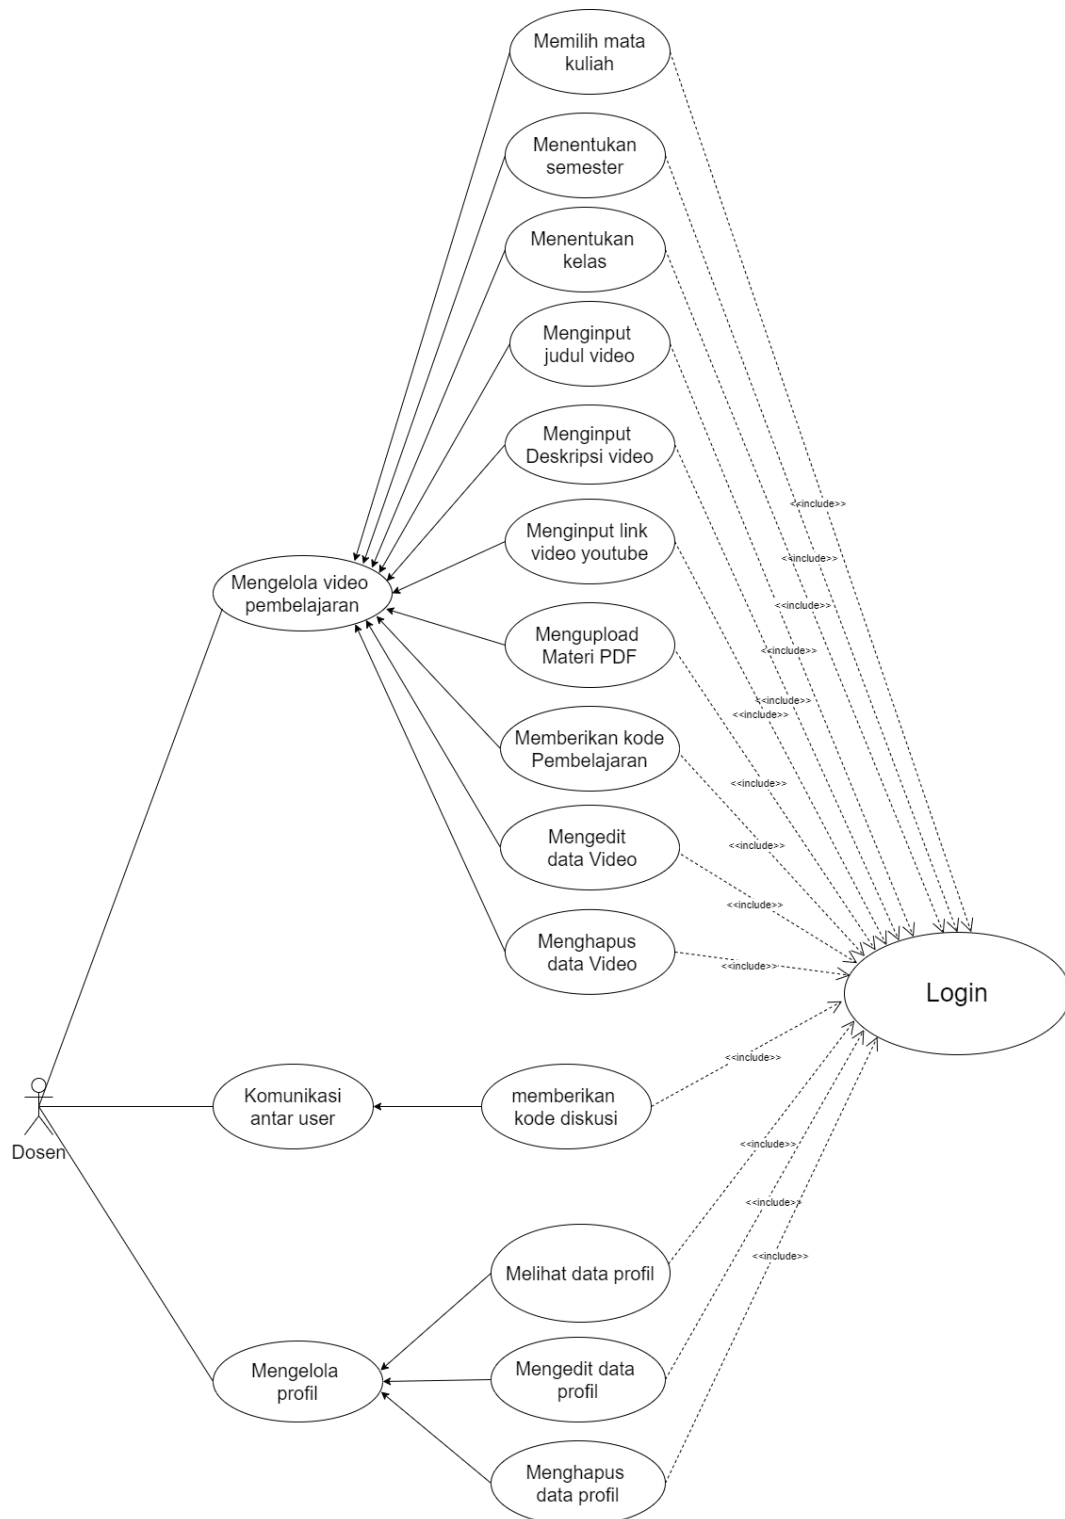 Memilih mata
kuliah
Menentukan
semester
Menentukan
kelas
Menginput
judul video
Menginput
Deskripsi video
Menginput link
video youtube
Mengupload
Materi PDF
Memberikan kode
Pembelajaran
Mengedit
data Video
Menghapus
data Video
Mengelola video
pembelajaran
<<include>>
<<include>>
<<include>>
<<include>>
<<include>>
<<include>>
<<include>>
<<include>>
<<include>>
<<include>>
Login
Komunikasi
antar user
memberikan
kode diskusi
<<include>>
Dosen
<<include>>
<<include>>
<<include>>
Melihat data profil
Mengelola
profil
Mengedit data
profil
Menghapus
data profil